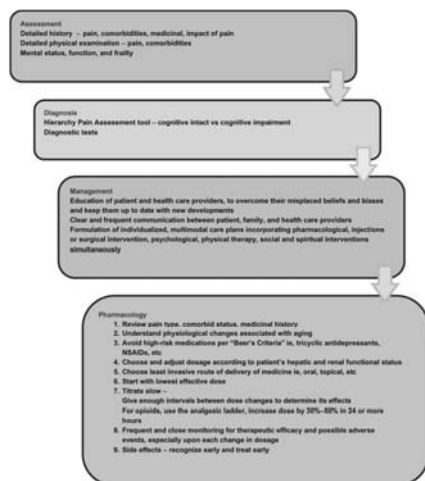 Assessment
Detailed history – pain, comorbidities, medicinal, impact of pain
Detailed physical examination – pain, comorbidities
Mental status, function, and frailty
Diagnosis
Hierarchy Pain Assessment tool – cognitive intact vs cognitive impairment
Diagnostic tests
Management
Education of patient and health care providers, to overcome their misplaced beliefs and biases
and keep them up to date with new developments
Clear and frequent communication between patient, family, and health care providers
Formulation of individualized, multimodal care plans incorporating pharmacological, injections
or surgical intervention, psychological, physical therapy, social and spiritual interventions
simultaneously
Pharmacology
1. Review pain type, comorbid status, medicinal history
2. Understand physiological changes associated with aging
3. Avoid high-risk medications per “Beer's Criteria” ie, tricyclic antidepressants,
NSAIDs, etc
4. Choose and adjust dosage according to patient's hepatic and renal functional status
5. Choose least invasive route of delivery of medicine ie, oral, topical, etc
6. Start with lowest effective dose
7. Titrate slow –
Give enough intervals between dose changes to determine its effects
For opioids, use the analgesic ladder, increase dose by 30%–50% in 24 or more
hours
8. Frequent and close monitoring for therapeutic efficacy and possible adverse
events, especially upon each change in dosage
9. Side effects – recognize early and treat early